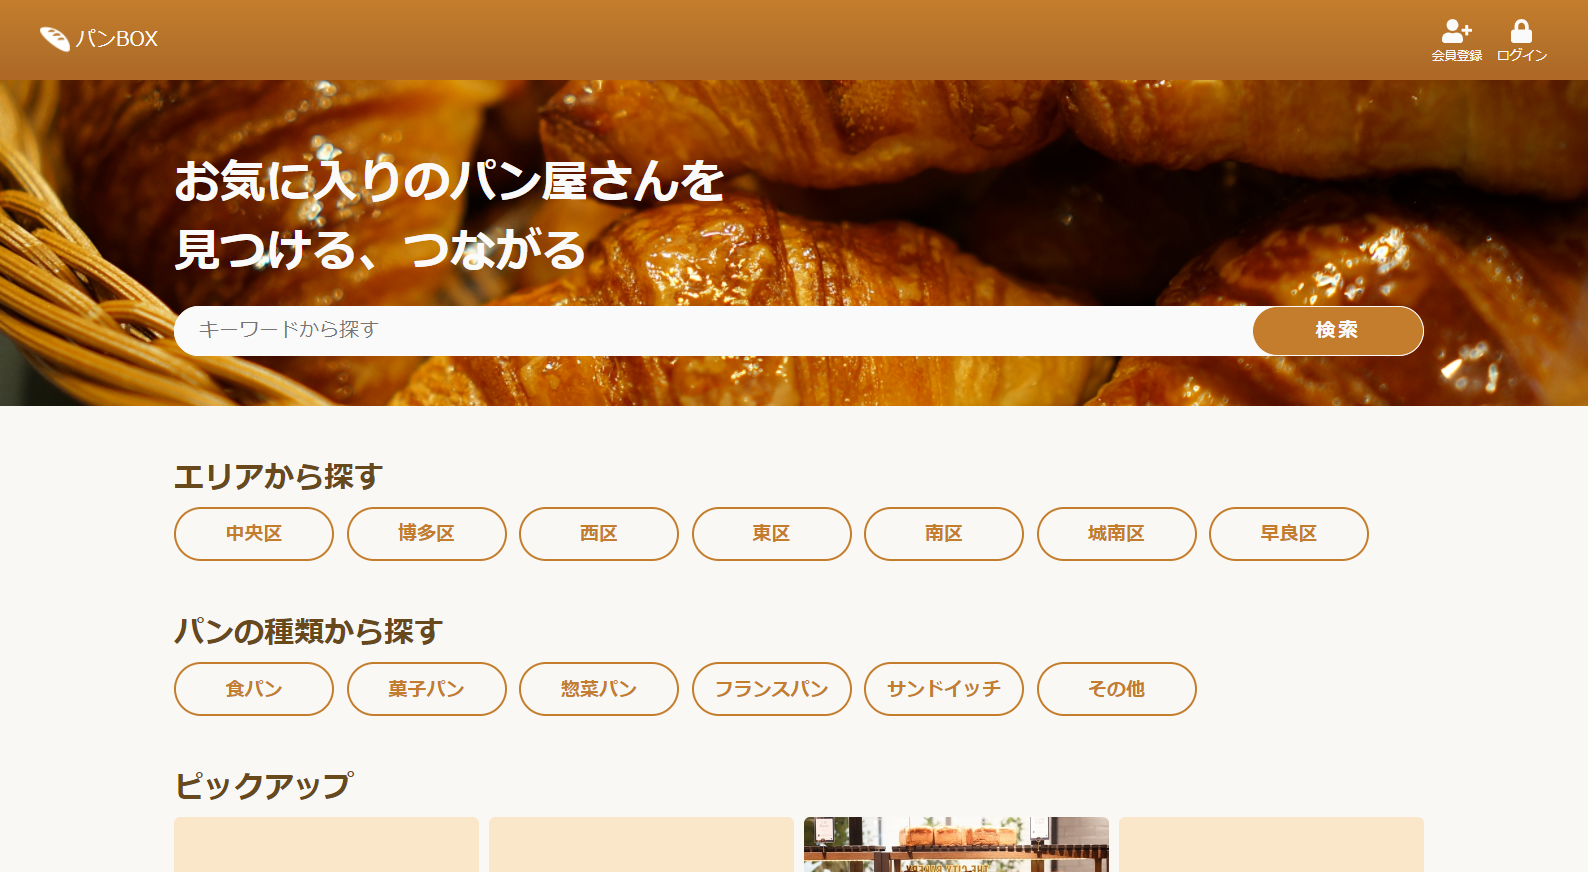 パンBOX
会員登録 ログイン
お気に入りのパン屋さんを
見つける、つながる
キーワードから探す
検索
エリアから探す
中央区 博多区 西区 東区 南区 城南区 早良区
パンの種類から探す
食パン 菓子パン 惣菜パン フランスパン サンドイッチ その他
ピックアップ
THE CITY BAKERY